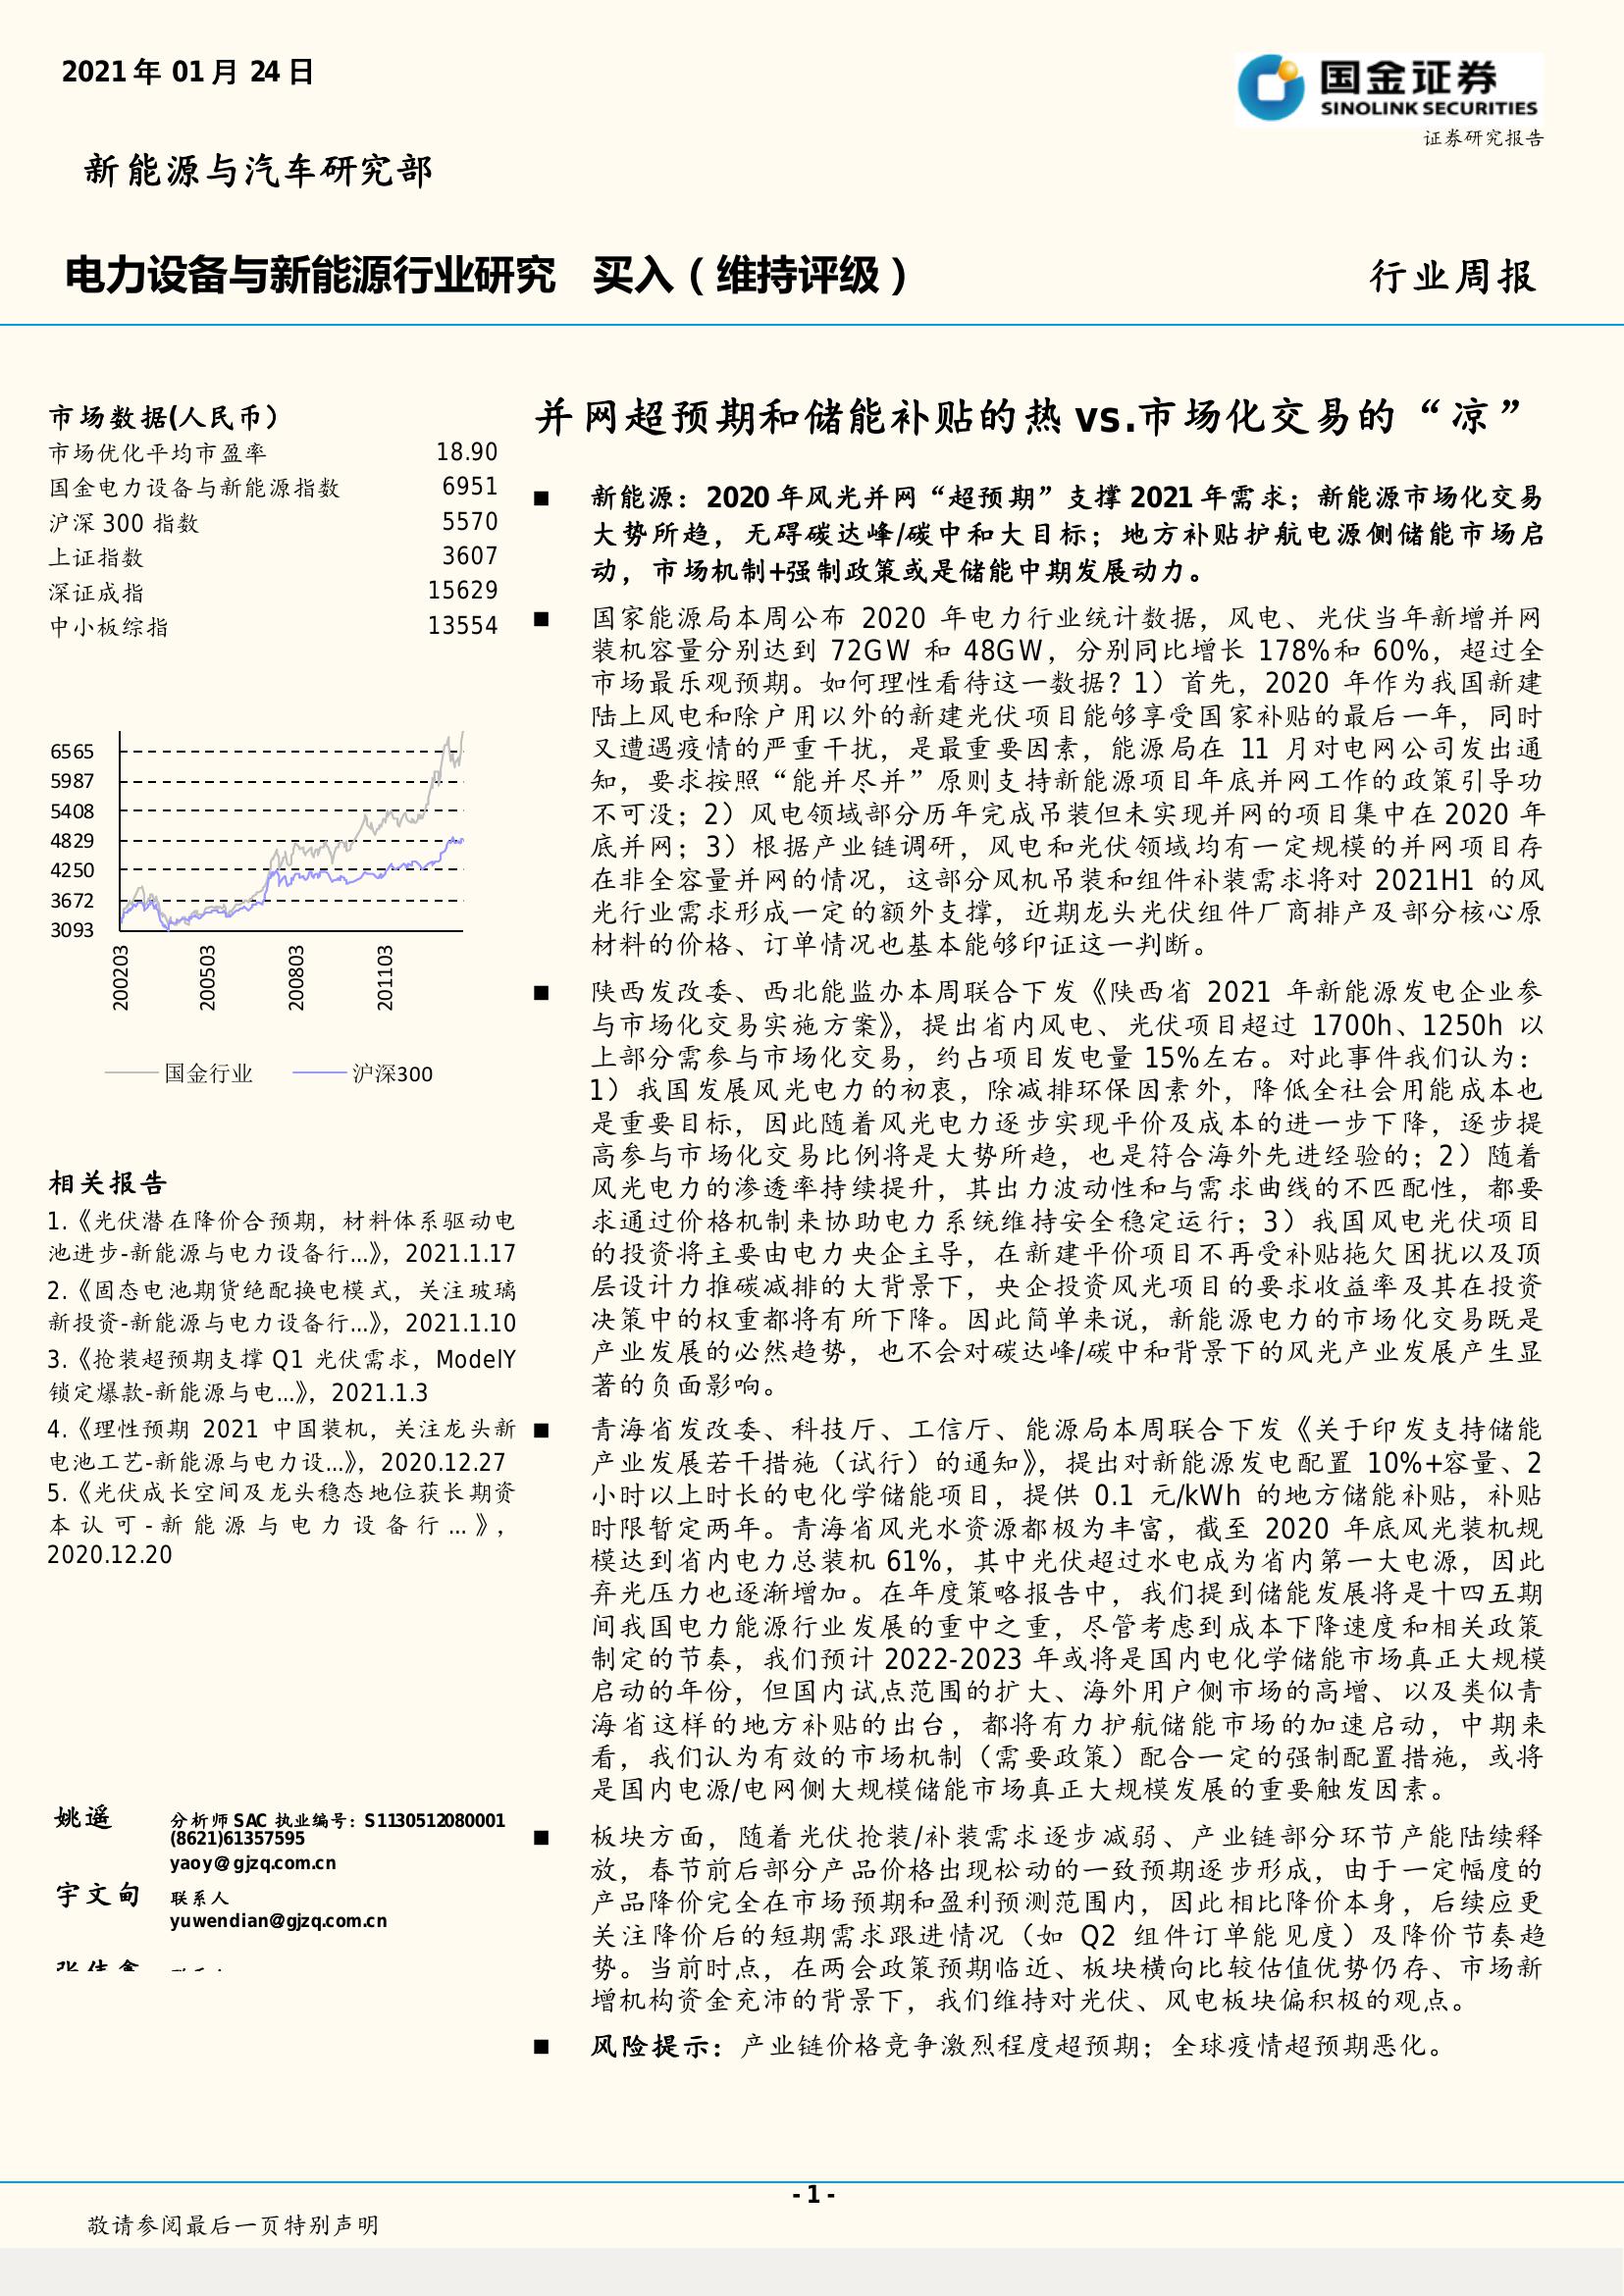 2021 年 01 月 24 日
国金证券
SINOLINK SECURITIES
证券研究报告
新能源与汽车研究部
电力设备与新能源行业研究 买入（维持评级）
行业周报
市场数据(人民币）
市场优化平均市盈率 18.90
国金电力设备与新能源指数 6951
沪深 300 指数 5570
上证指数 3607
深证成指 15629
中小板综指 13554
6565
5987
5408
4829
4250
3672
3093
200203
200503
200803
201103
国金行业 沪深300
相关报告
1.《光伏潜在降价合预期，材料体系驱动电
池进步-新能源与电力设备行...》，2021.1.17
2.《固态电池期货绝配换电模式，关注玻璃
新投资-新能源与电力设备行...》，2021.1.10
3.《抢装超预期支撑 Q1 光伏需求，ModelY
锁定爆款-新能源与电...》，2021.1.3
4.《理性预期 2021 中国装机，关注龙头新
电池工艺-新能源与电力设...》，2020.12.27
5.《光伏成长空间及龙头稳态地位获长期资
本认可-新能源与电力设备行...》，
2020.12.20
姚遥 分析师 SAC 执业编号：S1130512080001
(8621)61357595
yaoy@gjzq.com.cn
宇文甸 联系人
yuwendian@gjzq.com.cn
并网超预期和储能补贴的热 vs.市场化交易的“凉”
■ 新能源：2020 年风光并网“超预期”支撑 2021 年需求；新能源市场化交易
大势所趋，无碍碳达峰/碳中和大目标；地方补贴护航电源侧储能市场启
动，市场机制+强制政策或是储能中期发展动力。
■ 国家能源局本周公布 2020 年电力行业统计数据，风电、光伏当年新增并网
装机容量分别达到 72GW 和 48GW，分别同比增长 178%和 60%，超过全
市场最乐观预期。如何理性看待这一数据？1）首先，2020 年作为我国新建
陆上风电和除户用以外的新建光伏项目能够享受国家补贴的最后一年，同时
又遭遇疫情的严重干扰，是最重要因素，能源局在 11 月对电网公司发出通
知，要求按照“能并尽并”原则支持新能源项目年底并网工作的政策引导功
不可没；2）风电领域部分历年完成吊装但未实现并网的项目集中在 2020 年
底并网；3）根据产业链调研，风电和光伏领域均有一定规模的并网项目存
在非全容量并网的情况，这部分风机吊装和组件补装需求将对 2021H1 的风
光行业需求形成一定的额外支撑，近期龙头光伏组件厂商排产及部分核心原
材料的价格、订单情况也基本能够印证这一判断。
■ 陕西发改委、西北能监办本周联合下发《陕西省 2021 年新能源发电企业参
与市场化交易实施方案》，提出省内风电、光伏项目超过 1700h、1250h 以
上部分需参与市场化交易，约占项目发电量 15%左右。对此事件我们认为：
1）我国发展风光电力的初衷，除减排环保因素外，降低全社会用能成本也
是重要目标，因此随着风光电力逐步实现平价及成本的进一步下降，逐步提
高参与市场化交易比例将是大势所趋，也是符合海外先进经验的；2）随着
风光电力的渗透率持续提升，其出力波动性和与需求曲线的不匹配性，都要
求通过价格机制来协助电力系统维持安全稳定运行；3）我国风电光伏项目
的投资将主要由电力央企主导，在新建平价项目不再受补贴拖欠困扰以及顶
层设计力推碳减排的大背景下，央企投资风光项目的要求收益率及其在投资
决策中的权重都将有所下降。因此简单来说，新能源电力的市场化交易既是
产业发展的必然趋势，也不会对碳达峰/碳中和背景下的风光产业发展产生显
著的负面影响。
■ 青海省发改委、科技厅、工信厅、能源局本周联合下发《关于印发支持储能
产业发展若干措施（试行）的通知》，提出对新能源发电配置 10%+容量、2
小时以上时长的电化学储能项目，提供 0.1 元/kWh 的地方储能补贴，补贴
时限暂定两年。青海省风光水资源都极为丰富，截至 2020 年底风光装机规
模达到省内电力总装机 61%，其中光伏超过水电成为省内第一大电源，因此
弃光压力也逐渐增加。在年度策略报告中，我们提到储能发展将是十四五期
间我国电力能源行业发展的重中之重，尽管考虑到成本下降速度和相关政策
制定的节奏，我们预计 2022-2023 年或将是国内电化学储能市场真正大规模
启动的年份，但国内试点范围的扩大、海外用户侧市场的高增、以及类似青
海省这样的地方补贴的出台，都将有力护航储能市场的加速启动，中期来
看，我们认为有效的市场机制（需要政策）配合一定的强制配置措施，或将
是国内电源/电网侧大规模储能市场真正大规模发展的重要触发因素。
■ 板块方面，随着光伏抢装/补装需求逐步减弱、产业链部分环节产能陆续释
放，春节前后部分产品价格出现松动的一致预期逐步形成，由于一定幅度的
产品降价完全在市场预期和盈利预测范围内，因此相比降价本身，后续应更
关注降价后的短期需求跟进情况（如 Q2 组件订单能见度）及降价节奏趋
势。当前时点，在两会政策预期临近、板块横向比较估值优势仍存、市场新
增机构资金充沛的背景下，我们维持对光伏、风电板块偏积极的观点。
■ 风险提示：产业链价格竞争激烈程度超预期；全球疫情超预期恶化。
- 1 -
敬请参阅最后一页特别声明